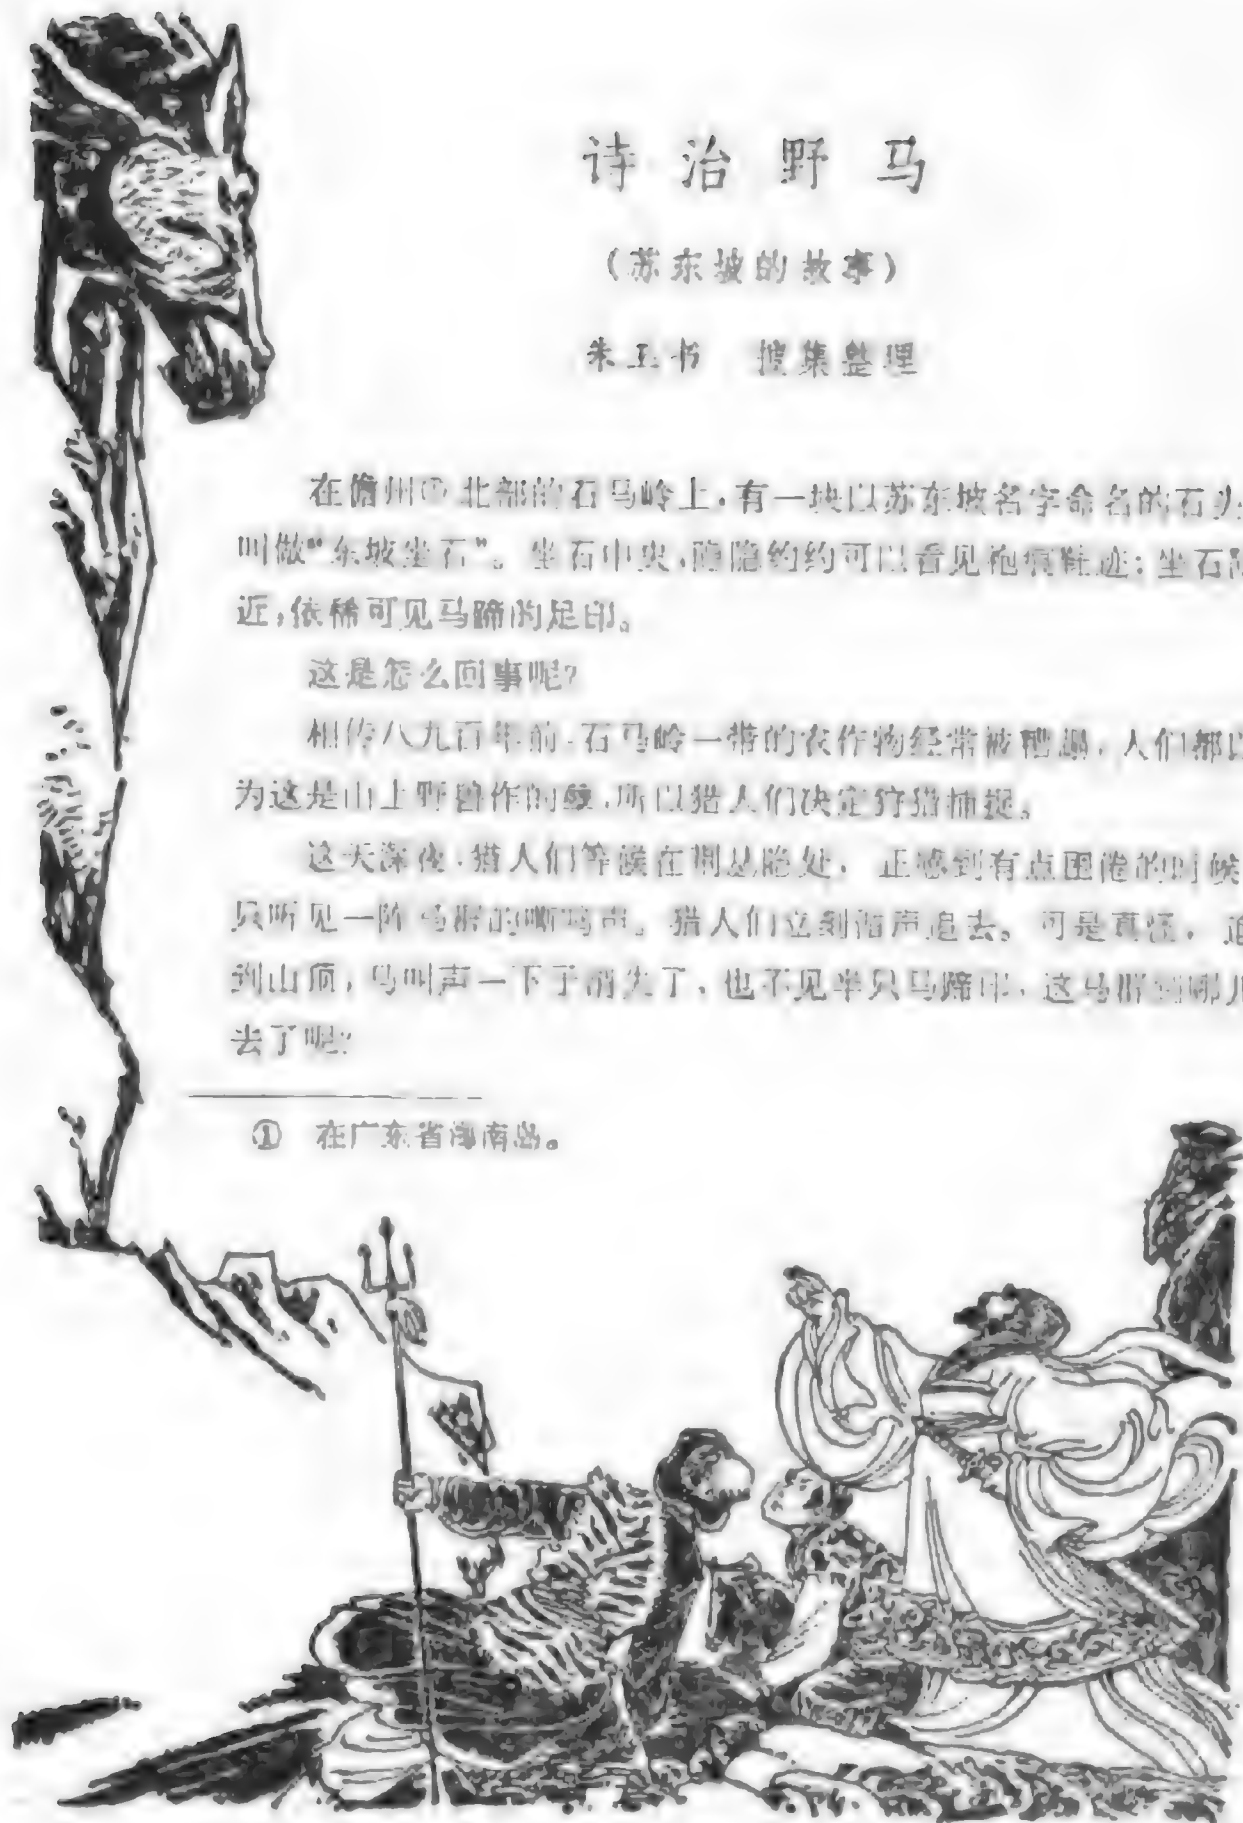 诗治野马
(苏东坡的故事)
朱玉书 搜集整理
在儋州①北部的石马岭上,有一块以苏东坡名字命名的石头
叫做“东坡坐石”。坐石中央,隐隐约约可以看见袍痕鞋迹;坐石附
近,依稀可见马蹄的足印。
这是怎么回事呢?
相传八九百年前,石马岭一带的农作物经常被糟蹋,人们都以
为这是山上野兽作的孽,所以猎人们决定狩猎捕捉。
这天深夜,猎人们等候在荆丛隐处,正感到有点困倦的时候
只听见一阵马群的嘶鸣声。猎人们立刻循声追去。可是真怪,追
到山顶,马叫声一下子消失了,也不见半只马蹄印,这马群到哪儿
去了呢?
① 在广东省海南岛。